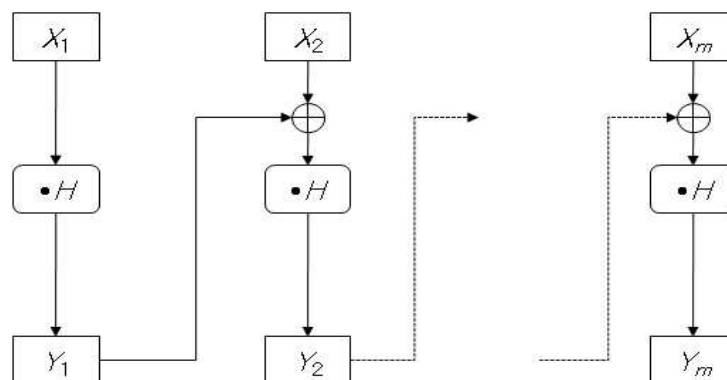 X₁ X₂ Xₘ
• H • H • H
Y₁ Y₂ Yₘ